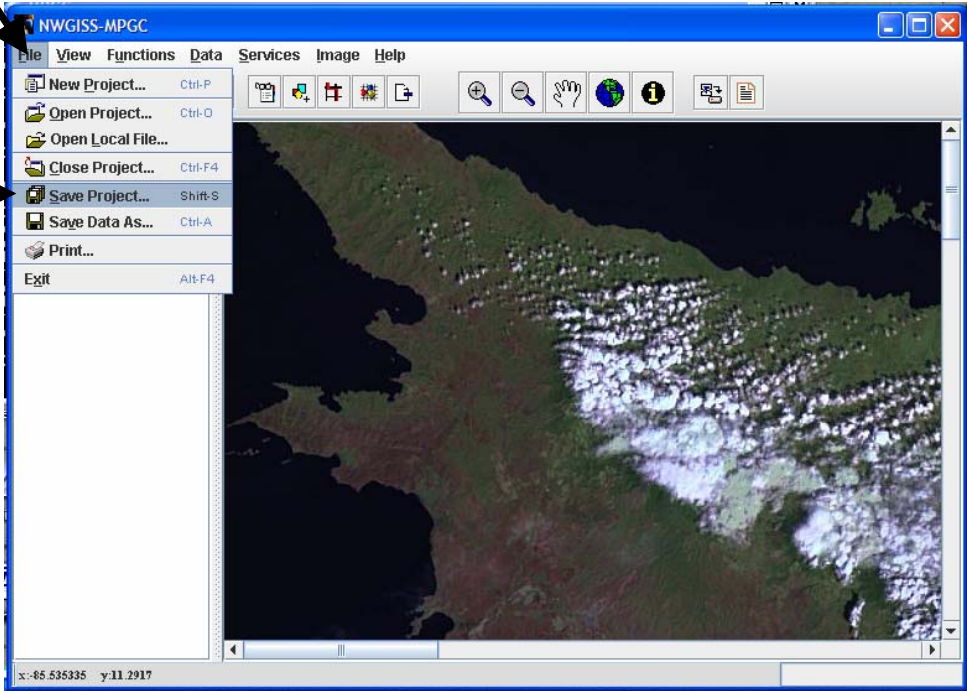 NWGISS-MPGC
File View Functions Data Services Image Help
New Project... Ctrl-P
Open Project... Ctrl-O
Open Local File...
Close Project... Ctrl-F4
Save Project... Shift-S
Save Data As... Ctrl-A
Print...
Exit Alt-F4
x:-85.535335 y:11.2917